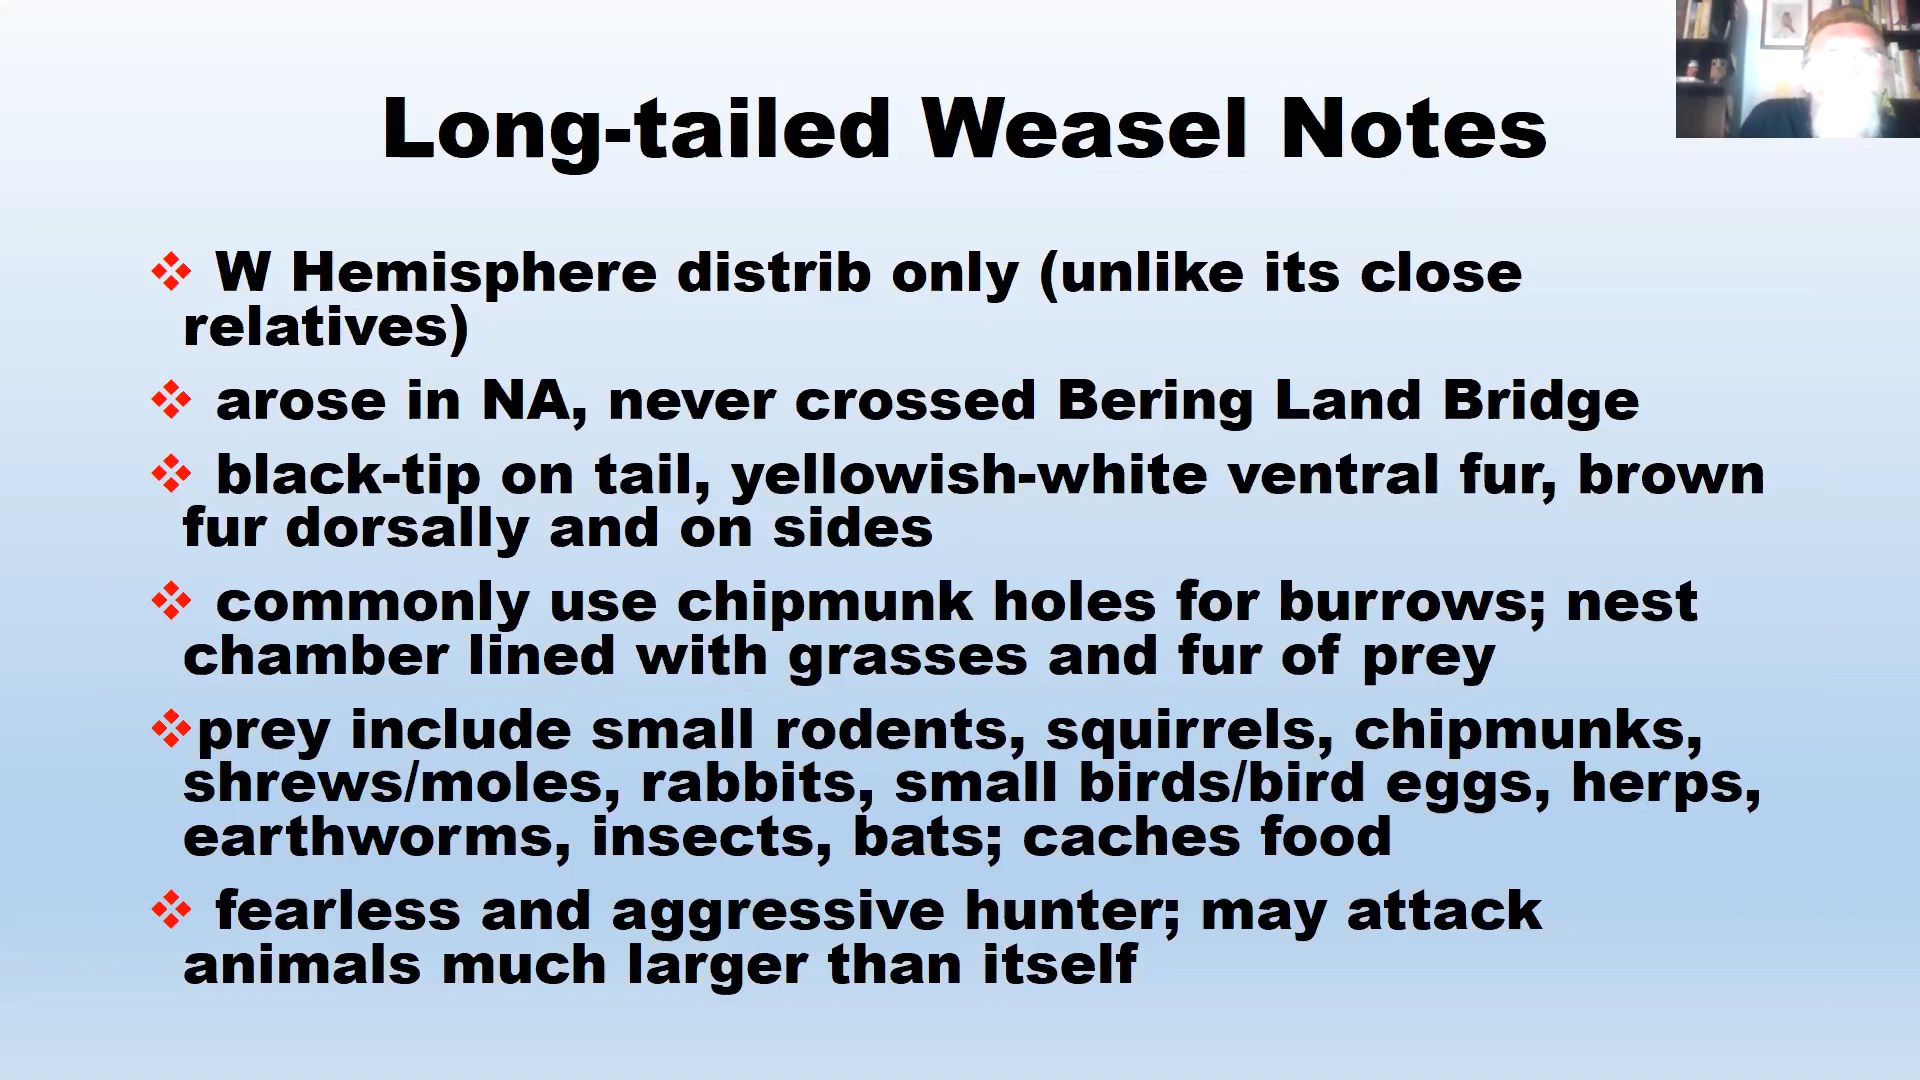 Long-tailed Weasel Notes
W Hemisphere distrib only (unlike its close
relatives)
arose in NA, never crossed Bering Land Bridge
black-tip on tail, yellowish-white ventral fur, brown
fur dorsally and on sides
commonly use chipmunk holes for burrows; nest
chamber lined with grasses and fur of prey
prey include small rodents, squirrels, chipmunks,
shrews/moles, rabbits, small birds/bird eggs, herps,
earthworms, insects, bats; caches food
fearless and aggressive hunter; may attack
animals much larger than itself